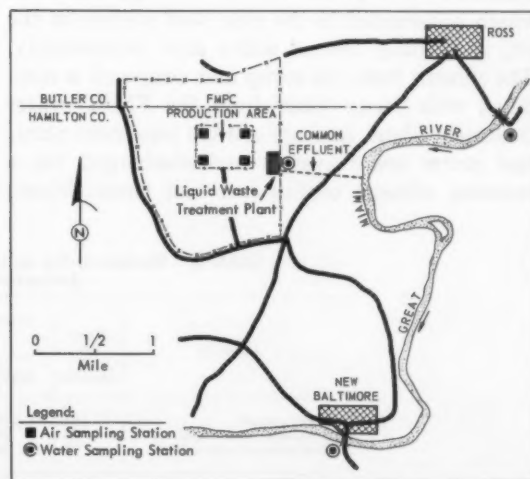 ROSS
BUTLER CO.
HAMILTON CO.
FMPC
PRODUCTION AREA
COMMON
EFFLUENT
RIVER
MIAMI
GREAT
Liquid Waste
Treatment Plant
N
0 1/2 1
Mile
NEW
BALTIMORE
Legend:
Air Sampling Station
Water Sampling Station